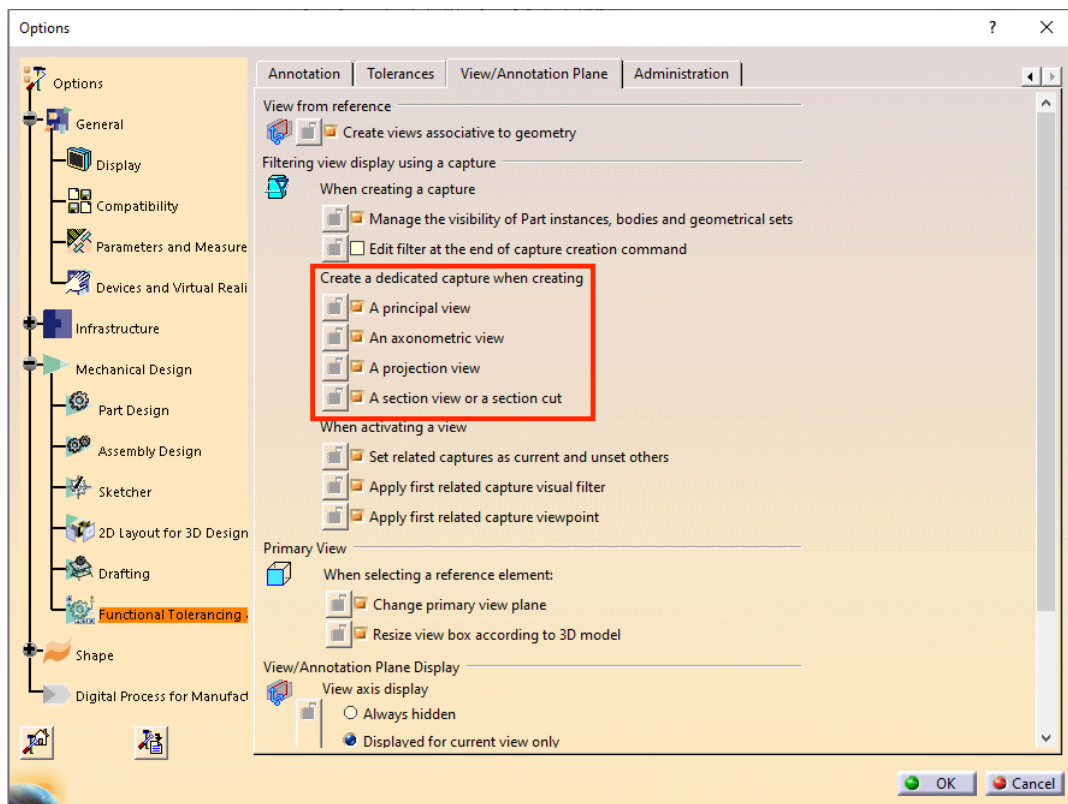 Options
?
Options
General
Display
Compatibility
Parameters and Measure
Devices and Virtual Reali
Infrastructure
Mechanical Design
Part Design
Assembly Design
Sketcher
2D Layout for 3D Design
Drafting
Functional Tolerancing
Shape
Digital Process for Manufact
Annotation
Tolerances
View/Annotation Plane
Administration
View from reference
Create views associative to geometry
Filtering view display using a capture
When creating a capture
Manage the visibility of Part instances, bodies and geometrical sets
Edit filter at the end of capture creation command
Create a dedicated capture when creating
A principal view
An axonometric view
A projection view
A section view or a section cut
When activating a view
Set related captures as current and unset others
Apply first related capture visual filter
Apply first related capture viewpoint
Primary View
When selecting a reference element:
Change primary view plane
Resize view box according to 3D model
View/Annotation Plane Display
View axis display
Always hidden
Displayed for current view only
OK
Cancel